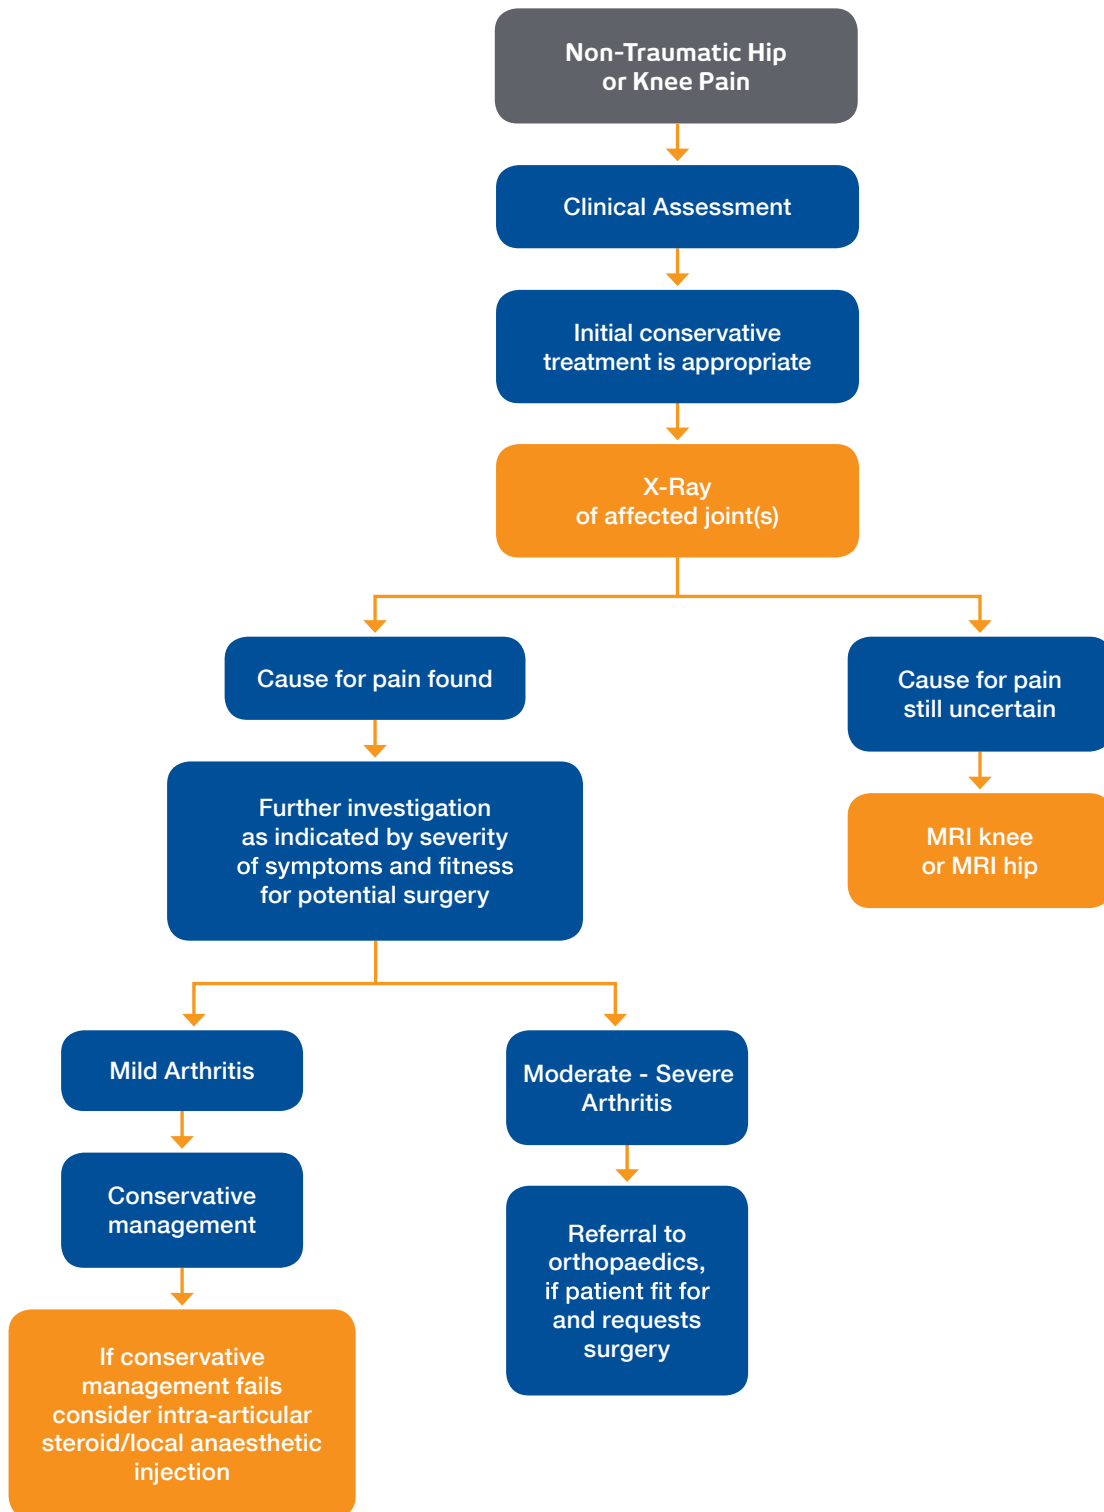 Non-Traumatic Hip
or Knee Pain
Clinical Assessment
Initial conservative
treatment is appropriate
X-Ray
of affected joint(s)
Cause for pain found
Cause for pain
still uncertain
Further investigation
as indicated by severity
of symptoms and fitness
for potential surgery
MRI knee
or MRI hip
Mild Arthritis
Moderate - Severe
Arthritis
Conservative
management
Referral to
orthopaedics,
if patient fit for
and requests
surgery
If conservative
management fails
consider intra-articular
steroid/local anaesthetic
injection